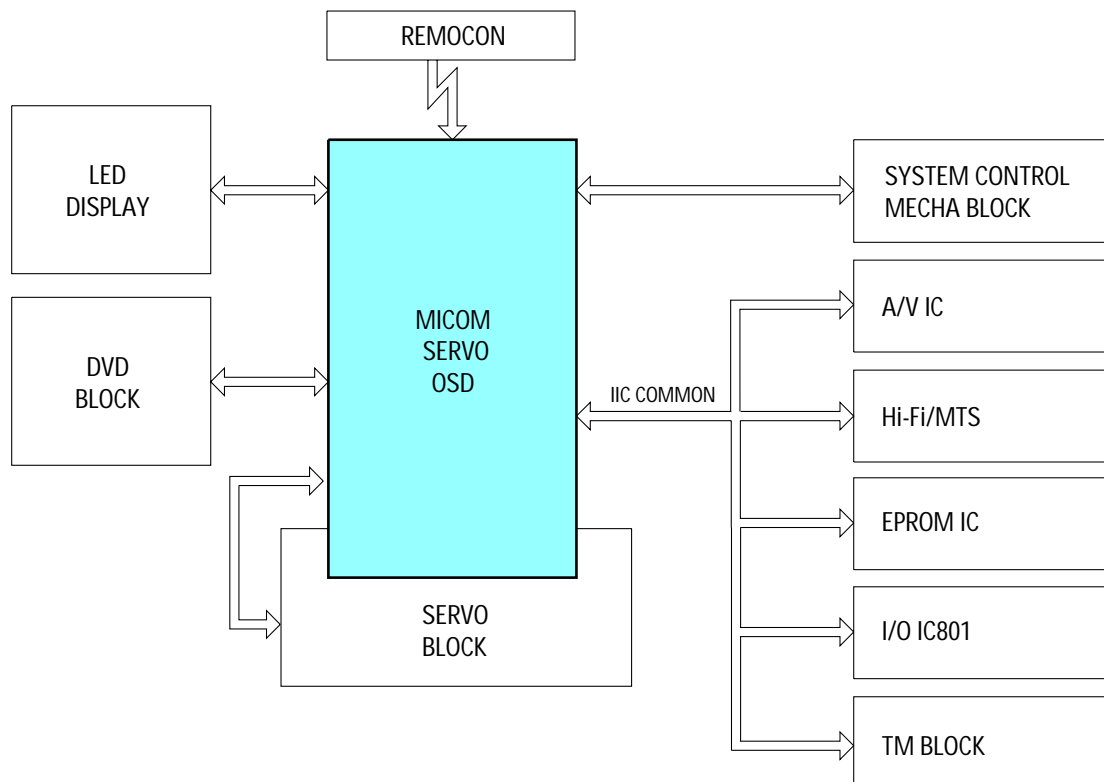 REMOCON
LED
DISPLAY
DVD
BLOCK
MICOM
SERVO
OSD
SERVO
BLOCK
IIC COMMON
SYSTEM CONTROL
MECHA BLOCK
A/V IC
Hi-Fi/MTS
EPROM IC
I/O IC801
TM BLOCK